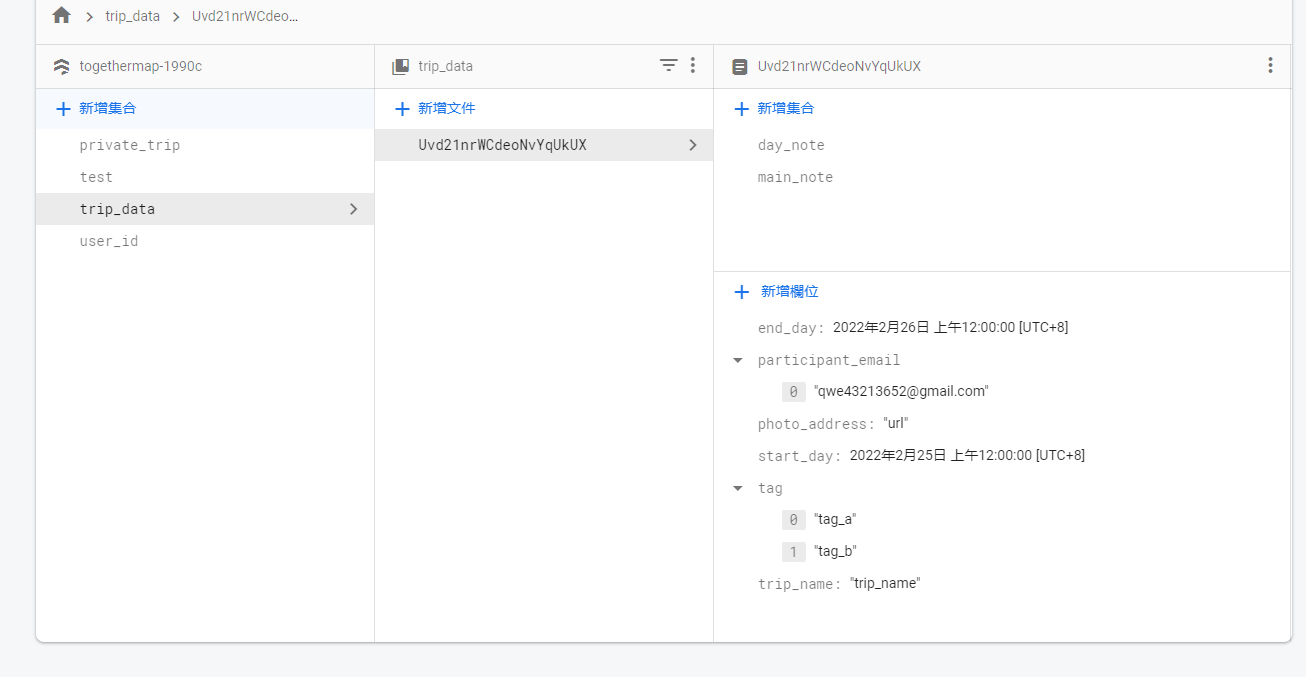 trip_data
Uvd21nrWCdeo…
togethermap-1990c
新增集合
private_trip
test
trip_data
user_id
trip_data
新增文件
Uvd21nrWCdeoNvYqUkUX
Uvd21nrWCdeoNvYqUkUX
新增集合
day_note
main_note
新增欄位
end_day: 2022年2月26日 上午12:00:00 [UTC+8]
participant_email
0 "qwe43213652@gmail.com"
photo_address: "url"
start_day: 2022年2月25日 上午12:00:00 [UTC+8]
tag
0 "tag_a"
1 "tag_b"
trip_name: "trip_name"